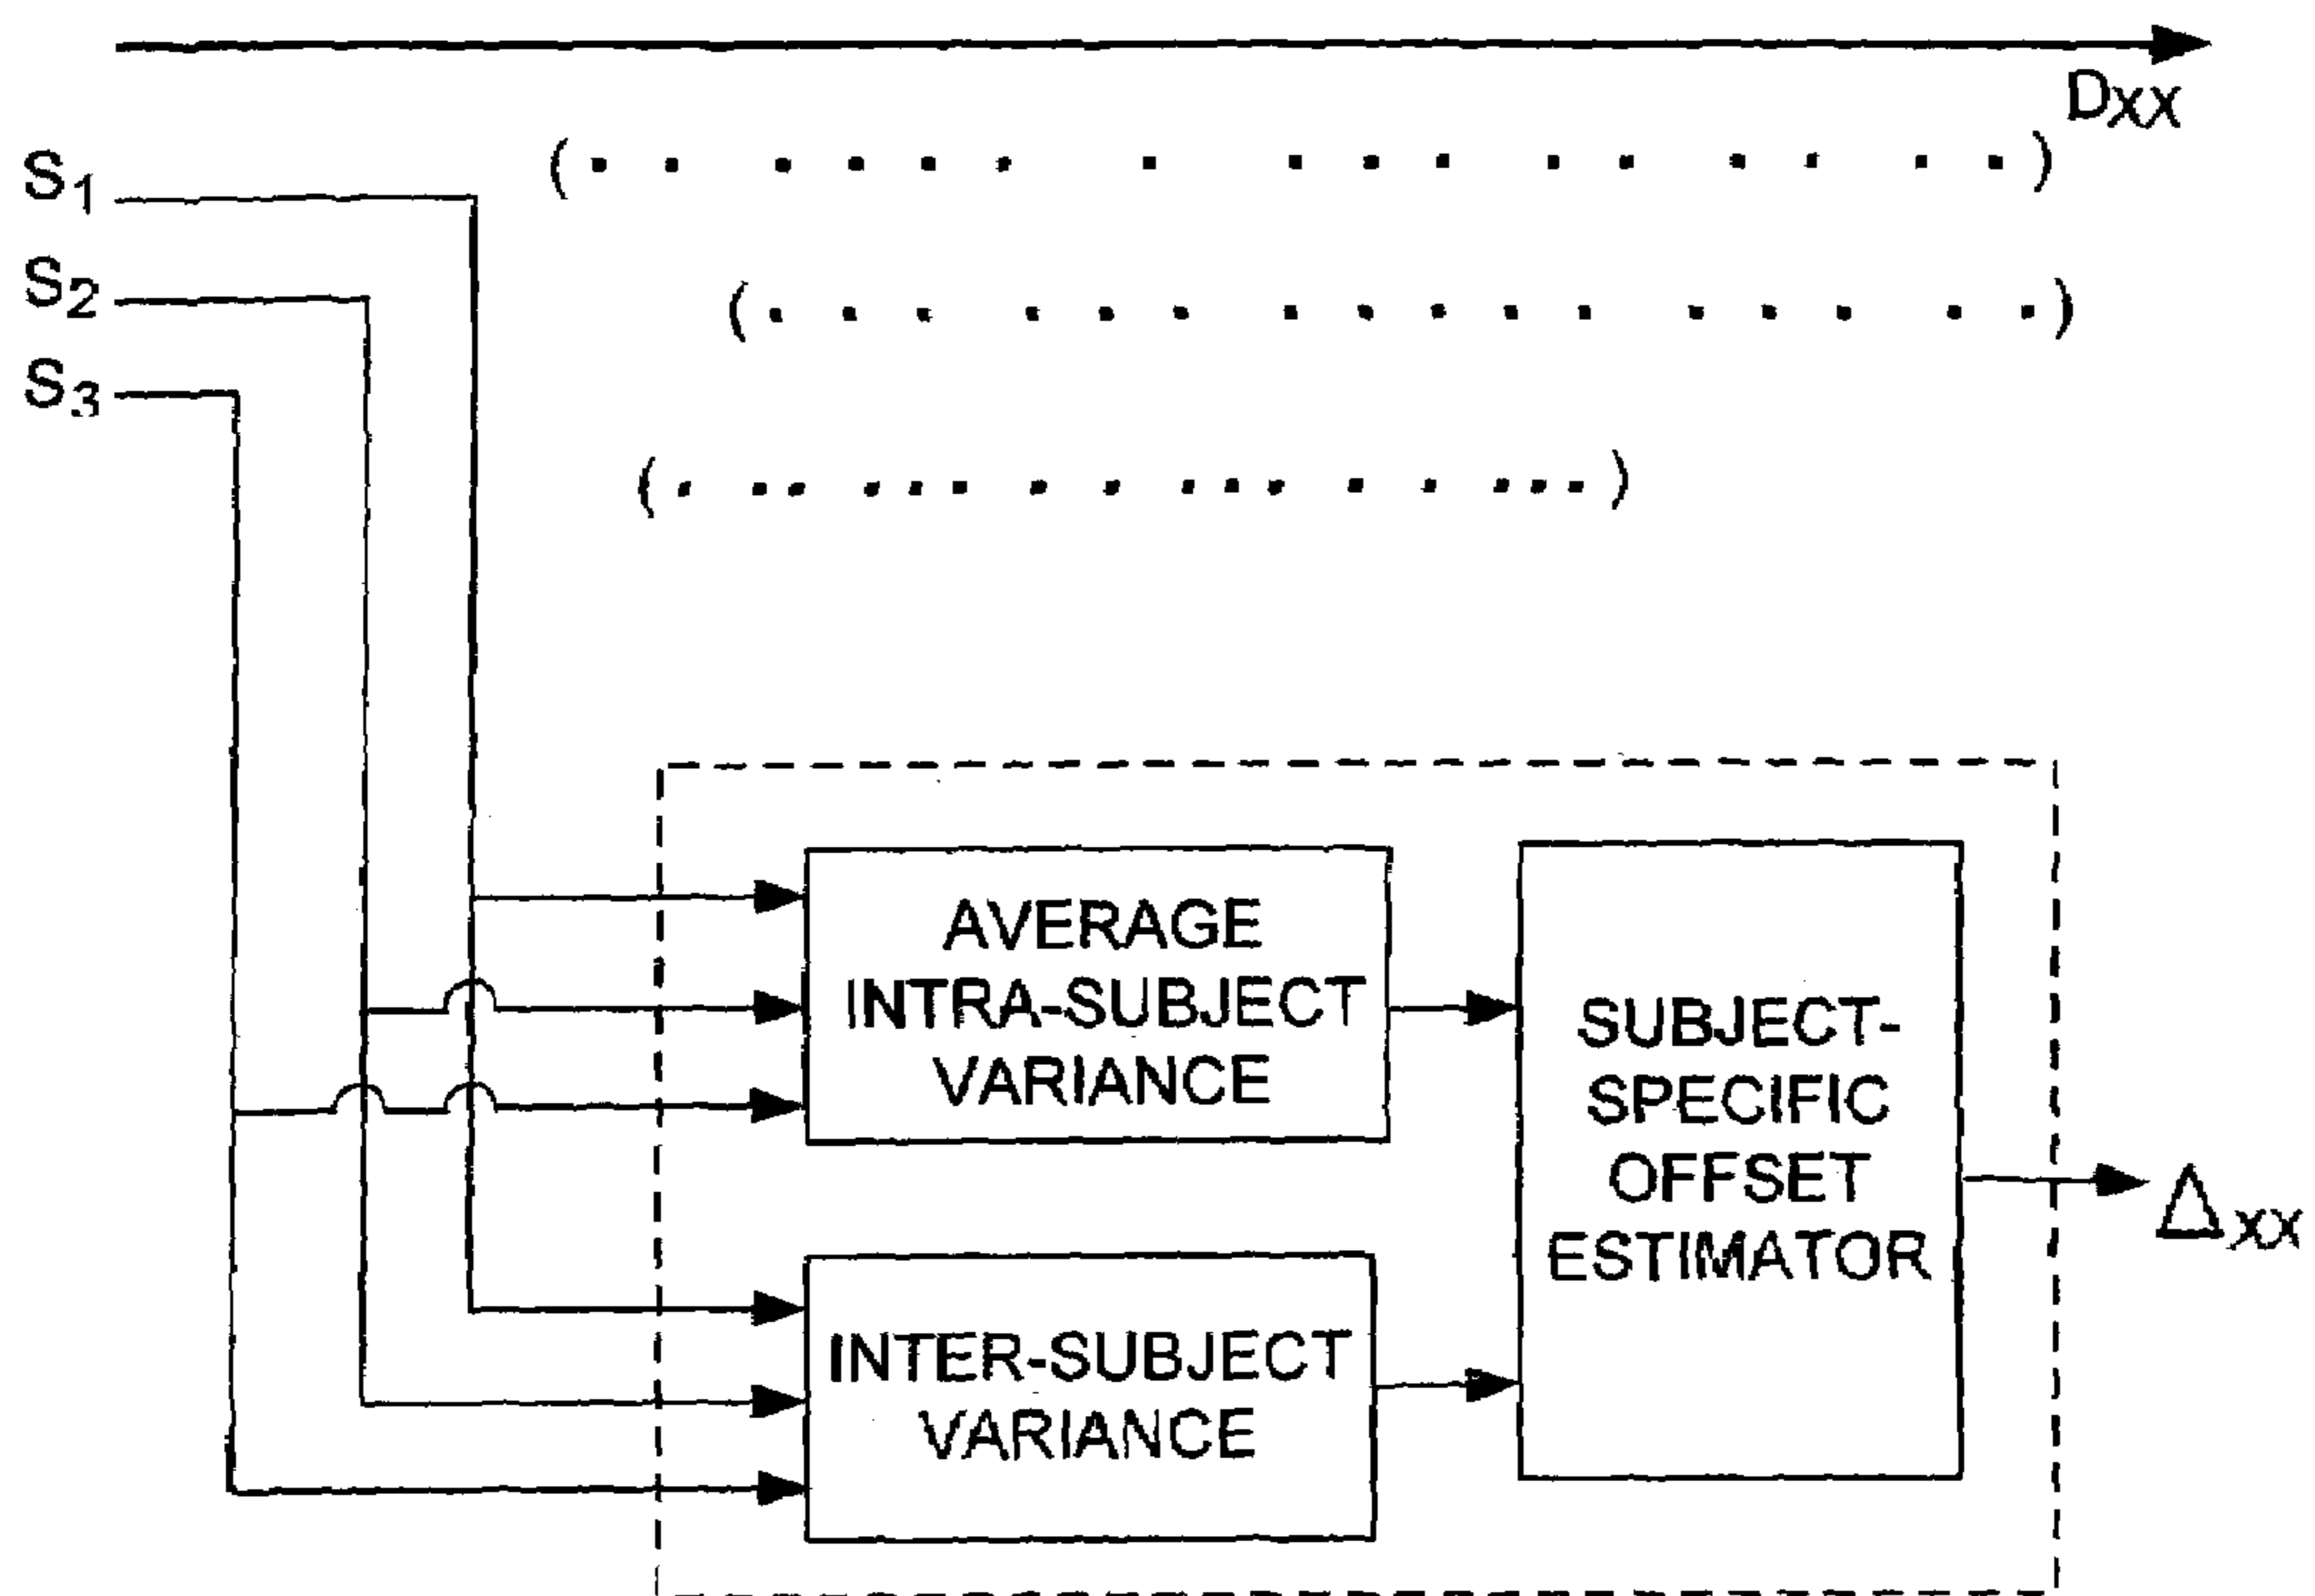 Dxx
S1
S2
S3
AVERAGE
INTRA-SUBJECT
VARIANCE
SUBJECT-
SPECIFIC
OFFSET
ESTIMATOR
Δxx
INTER-SUBJECT
VARIANCE